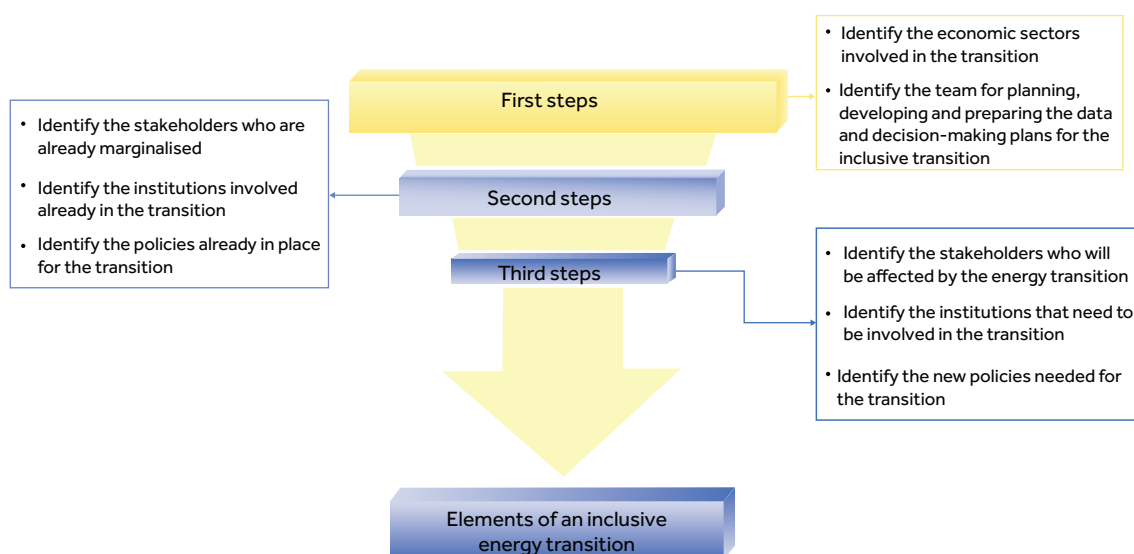 First steps
• Identify the economic sectors
involved in the transition
• Identify the team for planning,
developing and preparing the data
and decision-making plans for the
inclusive transition
Second steps
• Identify the stakeholders who are
already marginalised
• Identify the institutions involved
already in the transition
• Identify the policies already in place
for the transition
Third steps
• Identify the stakeholders who will
be affected by the energy transition
• Identify the institutions that need to
be involved in the transition
• Identify the new policies needed for
the transition
Elements of an inclusive
energy transition